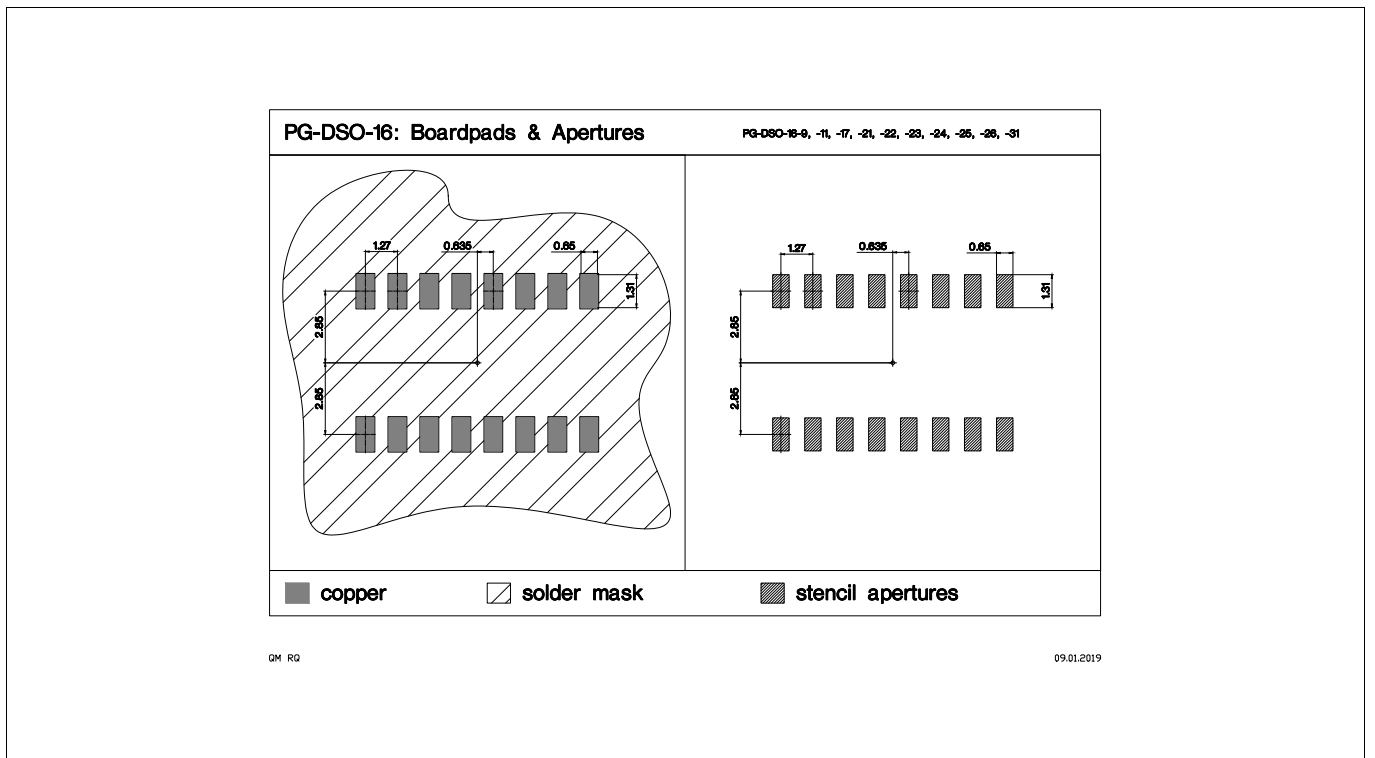 PG-DSO-16: Boardpads & Apertures
PG-DSO-16-9, -11, -17, -21, -22, -23, -24, -25, -26, -31
1.27
0.635
0.65
1.31
2.85
2.85
1.27
0.635
0.65
1.31
2.85
2.85
copper
solder mask
stencil apertures
QM RQ
09.01.2019